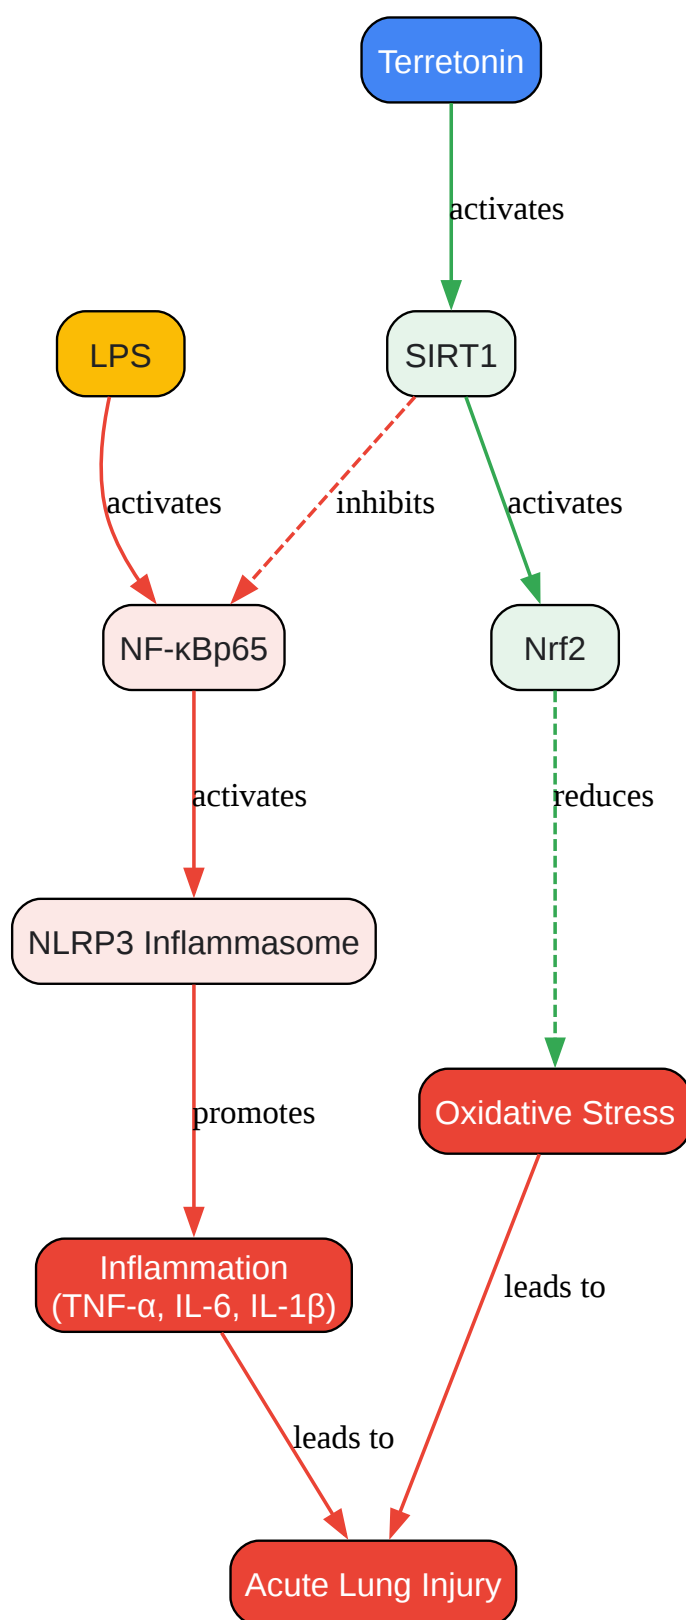 Terretonin
activates
LPS
SIRT1
activates
inhibits
activates
NF-κBp65
Nrf2
activates
reduces
NLRP3 Inflammasome
Oxidative Stress
promotes
Inflammation
(TNF-α, IL-6, IL-1β)
leads to
leads to
Acute Lung Injury